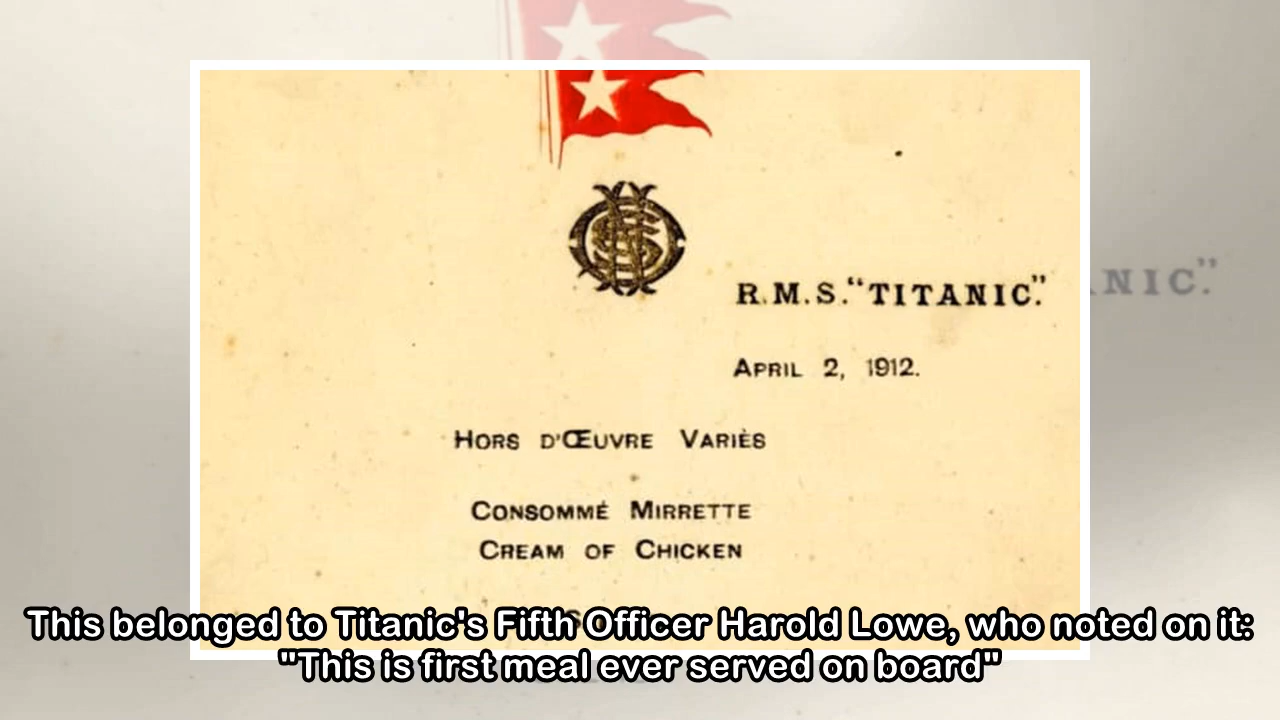 R.M.S. "TITANIC."
APRIL 2, 1912.
HORS D'ŒUVRE VARIÈS
CONSOMMÉ MIRRETTE
CREAM OF CHICKEN
This belonged to Titanic's Fifth Officer Harold Lowe, who noted on it:
"This is first meal ever served on board"